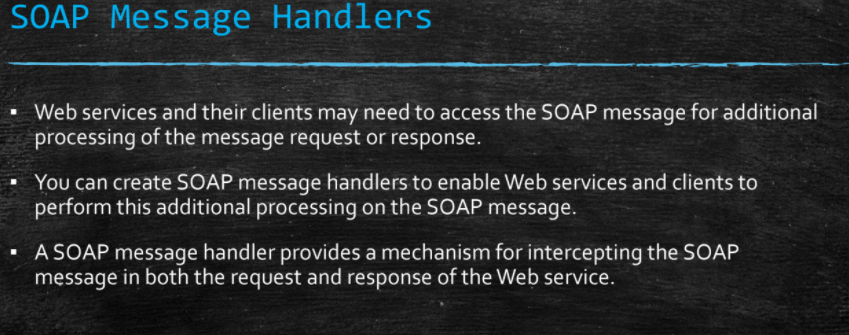 SOAP Message Handlers
▪ Web services and their clients may need to access the SOAP message for additional
processing of the message request or response.
▪ You can create SOAP message handlers to enable Web services and clients to
perform this additional processing on the SOAP message.
▪ A SOAP message handler provides a mechanism for intercepting the SOAP
message in both the request and response of the Web service.